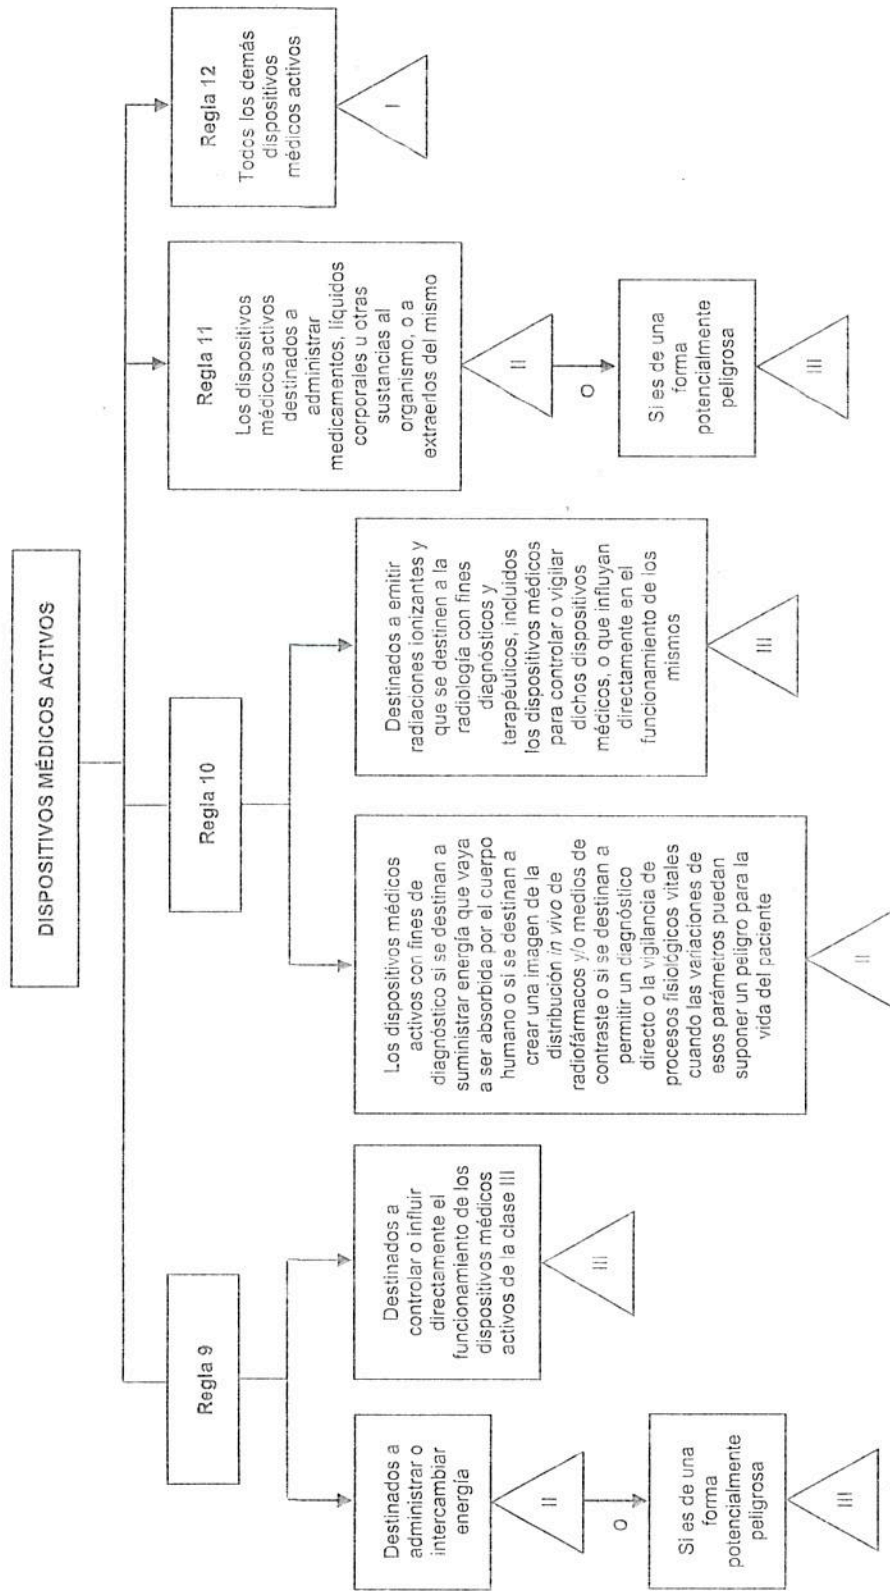 DISPOSITIVOS MÉDICOS ACTIVOS
Regla 9
Destinados a
administrar o
intercambiar
energía
II
O
Si es de una
forma
potencialmente
peligrosa
III
Destinados a
controlar o influir
directamente el
funcionamiento de los
dispositivos médicos
activos de la clase III
III
Regla 10
Los dispositivos médicos
activos con fines de
diagnóstico si se destinan a
suministrar energía que vaya
a ser absorbida por el cuerpo
humano o si se destinan a
crear una imagen de la
distribución in vivo de
radiofármacos y/o medios de
contraste o si se destinan a
permitir un diagnóstico
directo o la vigilancia de
procesos fisiológicos vitales
cuando las variaciones de
esos parámetros puedan
suponer un peligro para la
vida del paciente
II
Destinados a emitir
radiaciones ionizantes y
que se destinen a la
radiología con fines
diagnósticos y
terapéuticos, incluidos
los dispositivos médicos
para controlar o vigilar
dichos dispositivos
médicos, o que influyan
directamente en el
funcionamiento de los
mismos
III
Regla 11
Los dispositivos
médicos activos
destinados a
administrar
medicamentos, líquidos
corporales u otras
sustancias al
organismo, o a
extraerlos del mismo
II
O
Si es de una
forma
potencialmente
peligrosa
III
Regla 12
Todos los demás
dispositivos
médicos activos
I